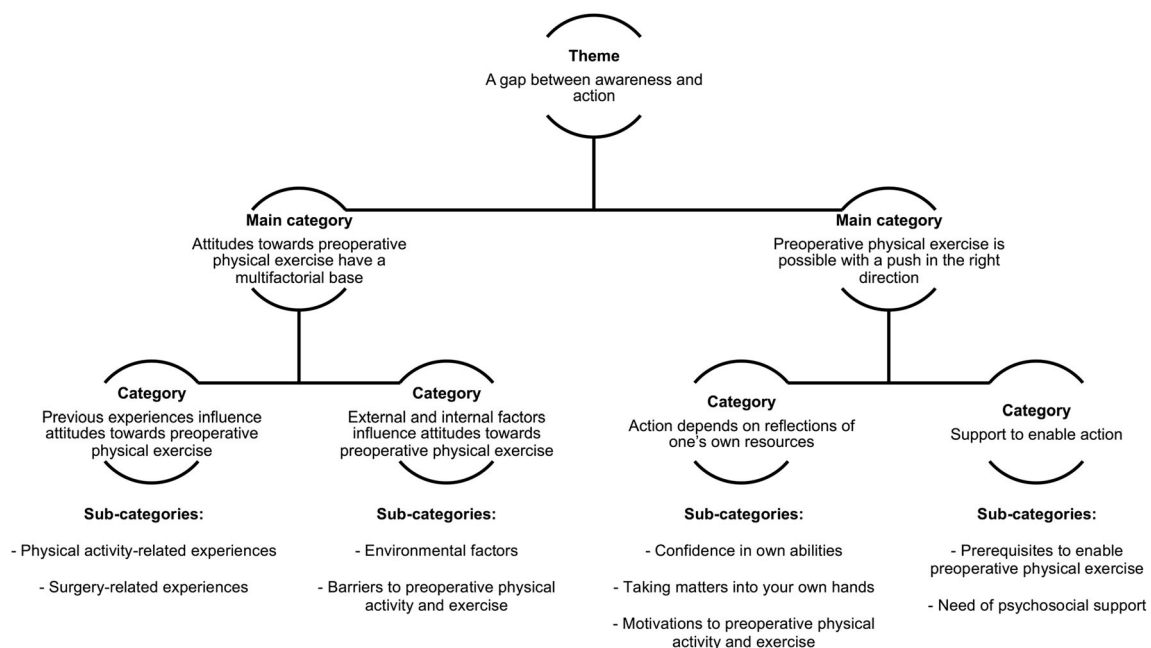 Theme
A gap between awareness and
action
Main category
Attitudes towards preoperative
physical exercise have a
multifactorial base
Main category
Preoperative physical exercise is
possible with a push in the right
direction
Category
Previous experiences influence
attitudes towards preoperative
physical exercise
Category
External and internal factors
influence attitudes towards
preoperative physical exercise
Category
Action depends on reflections of
one's own resources
Category
Support to enable action
Sub-categories:
- Physical activity-related experiences
- Surgery-related experiences
Sub-categories:
- Environmental factors
- Barriers to preoperative physical
activity and exercise
Sub-categories:
- Confidence in own abilities
- Taking matters into your own hands
- Motivations to preoperative physical
activity and exercise
Sub-categories:
- Prerequisites to enable
preoperative physical exercise
- Need of psychosocial support